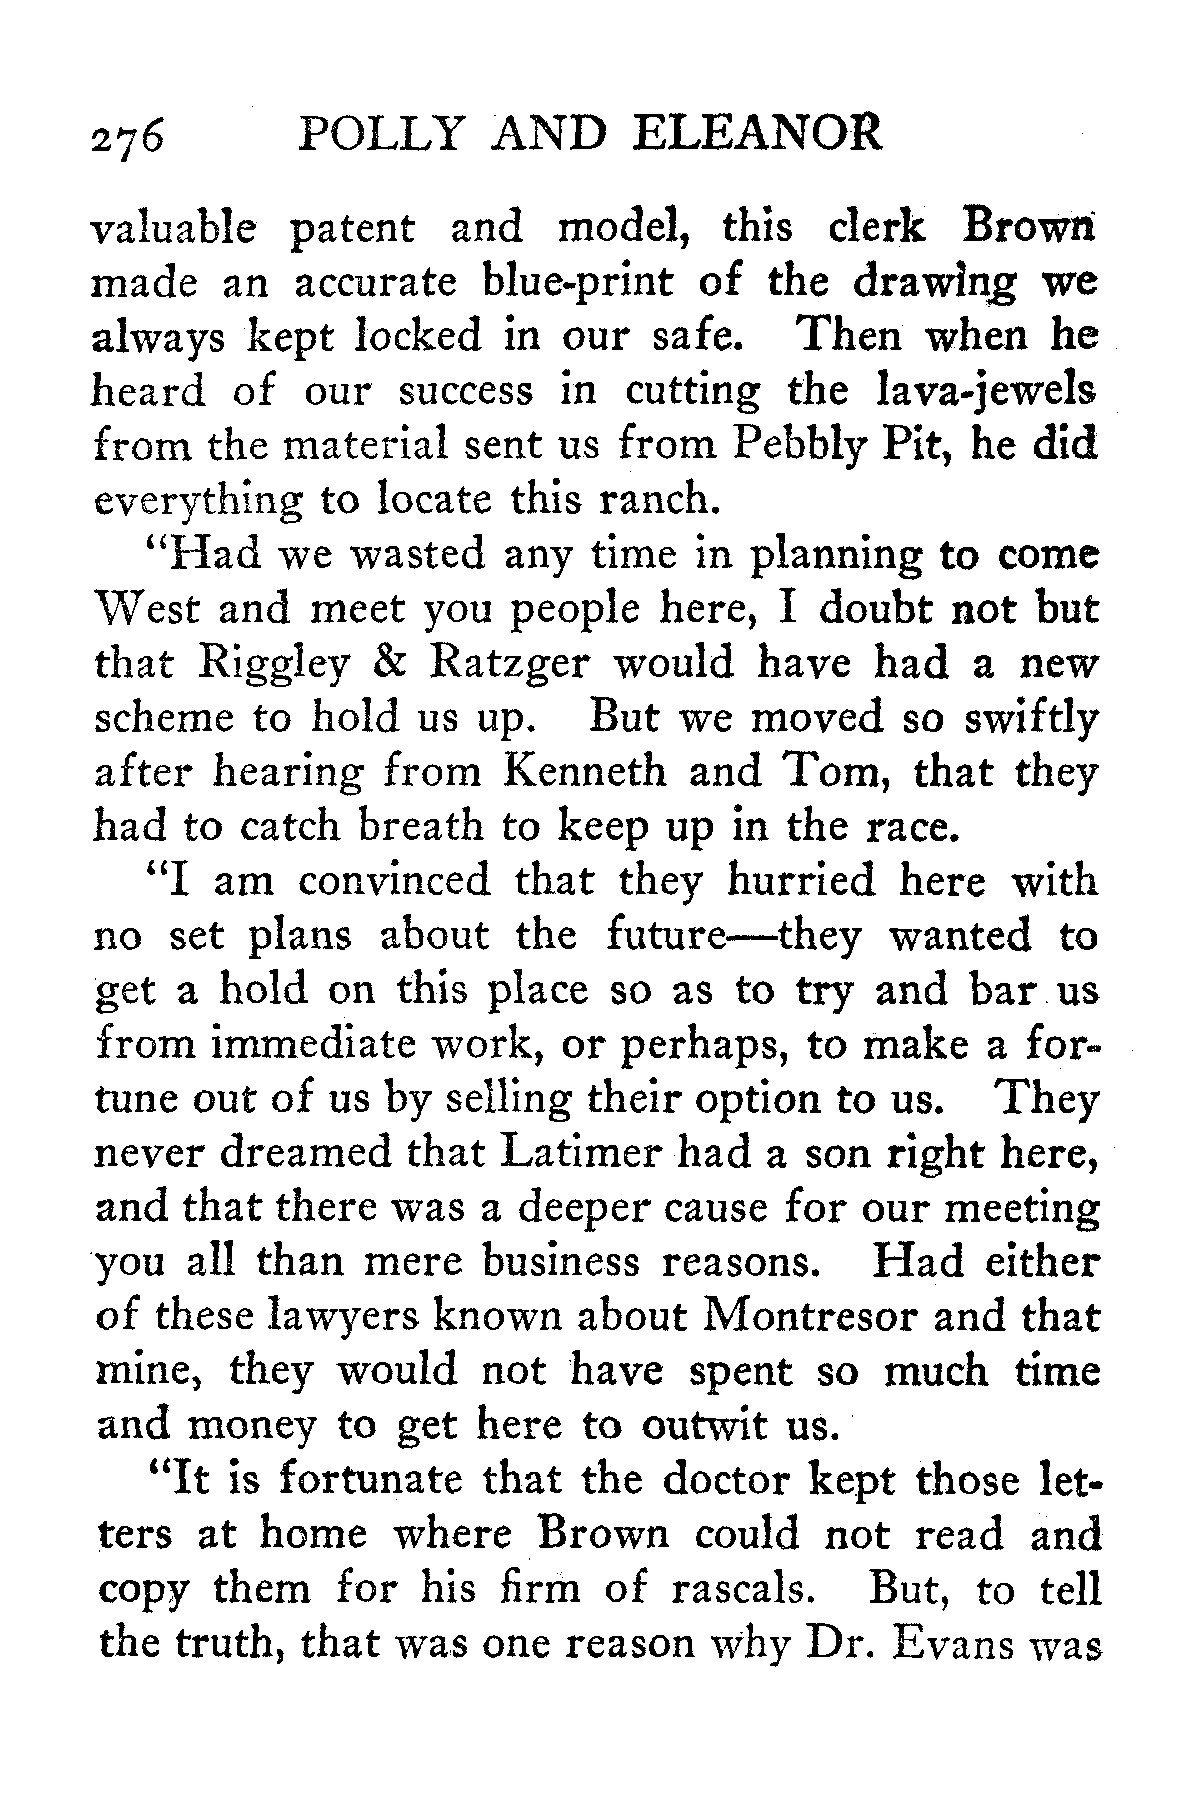 276 POLLY AND ELEANOR
valuable patent and model, this clerk Brown
made an accurate blue-print of the drawing we
always kept locked in our safe. Then when he
heard of our success in cutting the lava-jewels
from the material sent us from Pebbly Pit, he did
everything to locate this ranch.
"Had we wasted any time in planning to come
West and meet you people here, I doubt not but
that Riggley & Ratzger would have had a new
scheme to hold us up. But we moved so swiftly
after hearing from Kenneth and Tom, that they
had to catch breath to keep up in the race.
"I am convinced that they hurried here with
no set plans about the future—they wanted to
get a hold on this place so as to try and bar us
from immediate work, or perhaps, to make a for-
tune out of us by selling their option to us. They
never dreamed that Latimer had a son right here,
and that there was a deeper cause for our meeting
you all than mere business reasons. Had either
of these lawyers known about Montresor and that
mine, they would not have spent so much time
and money to get here to outwit us.
"It is fortunate that the doctor kept those let-
ters at home where Brown could not read and
copy them for his firm of rascals. But, to tell
the truth, that was one reason why Dr. Evans was